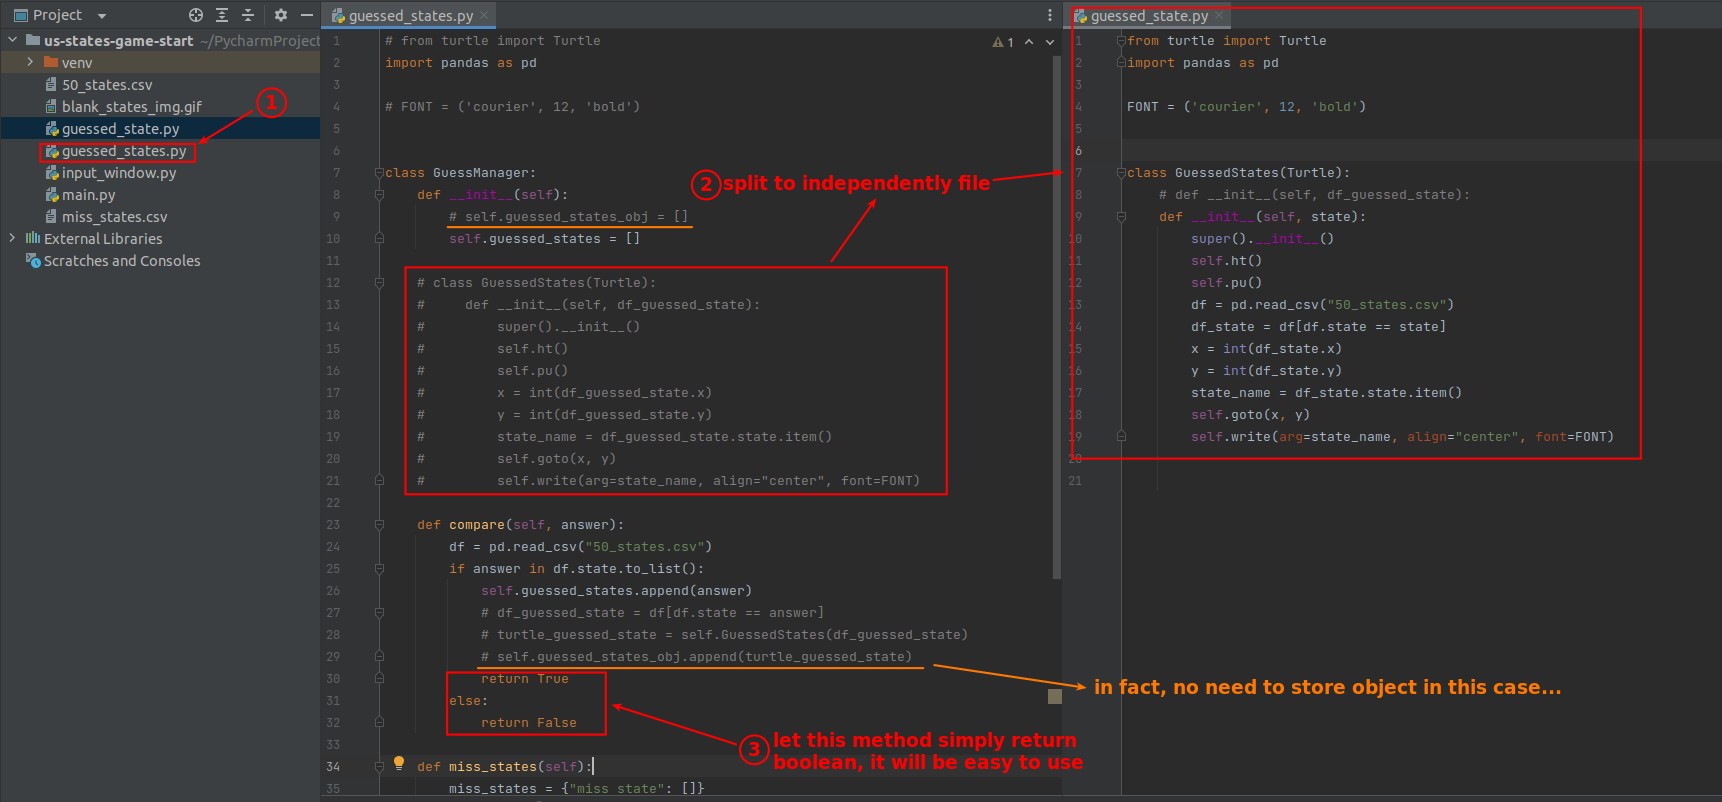 Project
us-states-game-start ~/PycharmProject
venv
50_states.csv
blank_states_img.gif
guessed_state.py
guessed_states.py
input_window.py
main.py
miss_states.csv
External Libraries
Scratches and Consoles
1
guessed_states.py
1
1 # from turtle import Turtle
2 import pandas as pd
3
4 # FONT = ('courier', 12, 'bold')
5
6
7 class GuessManager:
8 def __init__(self):
9 # self.guessed_states_obj = []
10 self.guessed_states = []
11
12 # class GuessedStates(Turtle):
13 # def __init__(self, df_guessed_state):
14 # super().__init__()
15 # self.ht()
16 # self.pu()
17 # x = int(df_guessed_state.x)
18 # y = int(df_guessed_state.y)
19 # state_name = df_guessed_state.state.item()
20 # self.goto(x, y)
21 # self.write(arg=state_name, align="center", font=FONT)
22
23 def compare(self, answer):
24 df = pd.read_csv("50_states.csv")
25 if answer in df.state.to_list():
26 self.guessed_states.append(answer)
27 # df_guessed_state = df[df.state == answer]
28 # turtle_guessed_state = self.GuessedStates(df_guessed_state)
29 # self.guessed_states_obj.append(turtle_guessed_state)
30 return True
31 else:
32 return False
33
34 def miss_states(self):
35 miss_states = {"miss state": []}
2 split to independently file
3 let this method simply return
boolean, it will be easy to use
in fact, no need to store object in this case...
guessed_state.py
1 from turtle import Turtle
2 import pandas as pd
3
4 FONT = ('courier', 12, 'bold')
5
6
7 class GuessedStates(Turtle):
8 # def __init__(self, df_guessed_state):
9 def __init__(self, state):
10 super().__init__()
11 self.ht()
12 self.pu()
13 df = pd.read_csv("50_states.csv")
14 df_state = df[df.state == state]
15 x = int(df_state.x)
16 y = int(df_state.y)
17 state_name = df_state.state.item()
18 self.goto(x, y)
19 self.write(arg=state_name, align="center", font=FONT)
20
21